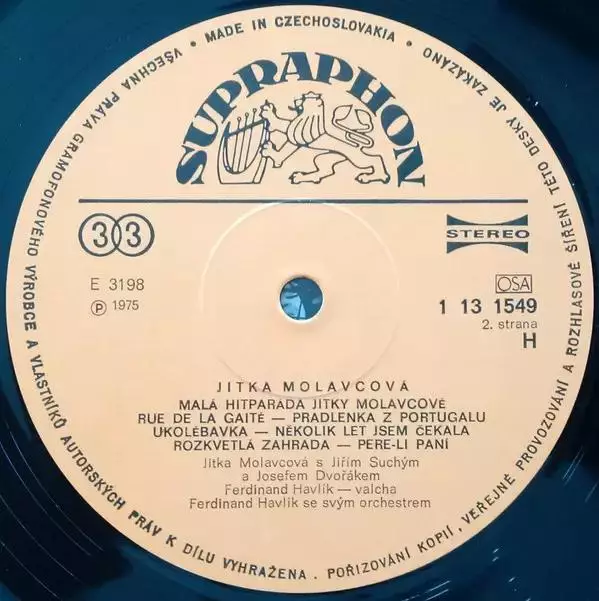 MADE IN CZECHOSLOVAKIA • VŠECHNA PRÁVA GRAMOFONOVÉHO VÝROBCE A VLASTNÍKŮ AUTORSKÝCH PRÁV K DÍLU VYHRAŽENA. POŘIZOVÁNÍ KOPIÍ, VEŘEJNÉ PROVOZOVÁNÍ A ROZHLASOVÉ ŠÍŘENÍ TÉTO DESKY JE ZAKÁZÁNO •
SUPRAPHON
33
STEREO
E 3198
OSA
℗ 1975
1 13 1549
2. strana
H
JITKA MOLAVCOVÁ
MALÁ HITPARÁDA JITKY MOLAVCOVÉ
RUE DE LA GAITÉ — PRADLENKA Z PORTUGALU
UKOLÉBAVKA — NĚKOLIK LET JSEM ČEKALA
ROZKVETLÁ ZAHRADA — PERE-LI PANÍ
Jitka Molavcová s Jiřím Suchým
a Josefem Dvořákem
Ferdinand Havlík — valcha
Ferdinand Havlík se svým orchestrem